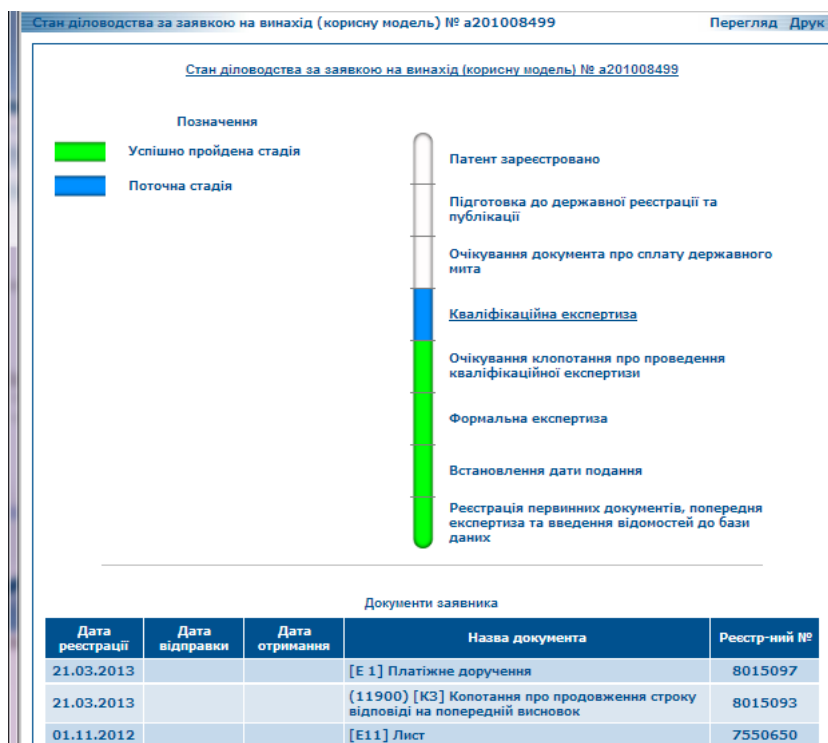 Стан діловодства за заявкою на винахід (корисну модель) № a201008499
Перегляд Друк
Стан діловодства за заявкою на винахід (корисну модель) № a201008499
Позначення
Успішно пройдена стадія
Поточна стадія
Патент зареєстровано
Підготовка до державної реєстрації та
публікації
Очікування документа про сплату державного
мита
Кваліфікаційна експертиза
Очікування клопотання про проведення
кваліфікаційної експертизи
Формальна експертиза
Встановлення дати подання
Реєстрація первинних документів, попередня
експертиза та введення відомостей до бази
даних
Документи заявника
Дата реєстрації Дата відправки Дата отримання Назва документа Реєстр-ний №
21.03.2013 [Е 1] Платіжне доручення 8015097
21.03.2013 (11900) [К3] Копотання про продовження строку
відповіді на попередній висновок 8015093
01.11.2012 [Е11] Лист 7550650